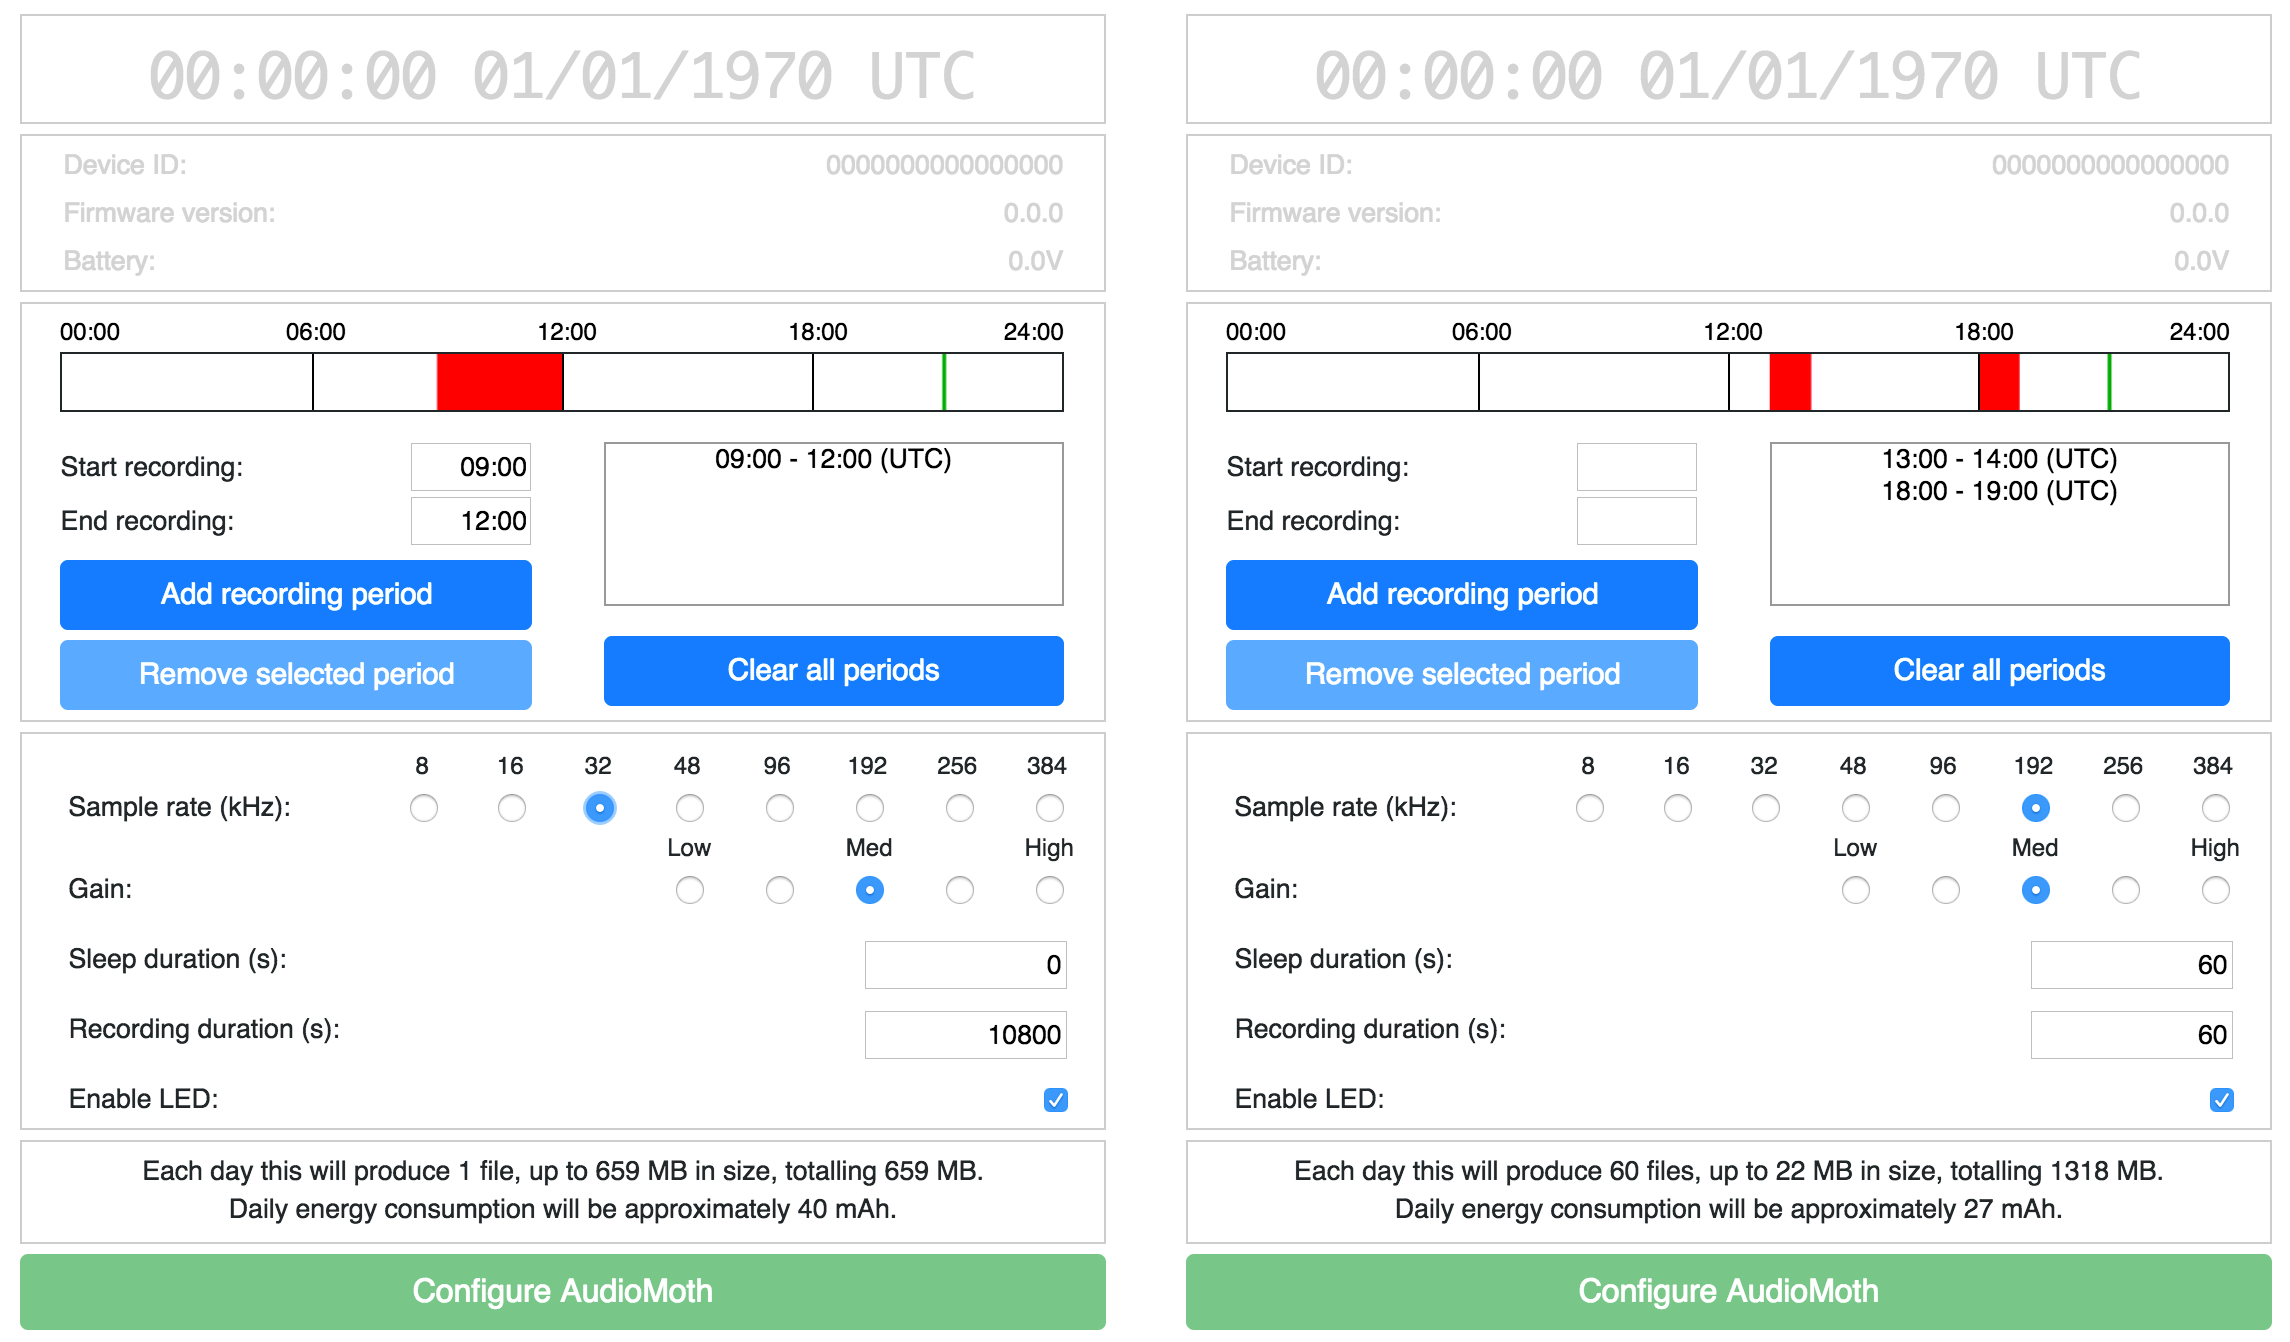 00:00:00 01/01/1970 UTC
Device ID: 0000000000000000
Firmware version: 0.0.0
Battery: 0.0V
00:00 06:00 12:00 18:00 24:00
Start recording: 09:00
End recording: 12:00
09:00 - 12:00 (UTC)
Add recording period
Remove selected period
Clear all periods
8 16 32 48 96 192 256 384
Sample rate (kHz):
Low Med High
Gain:
Sleep duration (s): 0
Recording duration (s): 10800
Enable LED:
Each day this will produce 1 file, up to 659 MB in size, totalling 659 MB.
Daily energy consumption will be approximately 40 mAh.
Configure AudioMoth
00:00:00 01/01/1970 UTC
Device ID: 0000000000000000
Firmware version: 0.0.0
Battery: 0.0V
00:00 06:00 12:00 18:00 24:00
Start recording:
End recording:
13:00 - 14:00 (UTC)
18:00 - 19:00 (UTC)
Add recording period
Remove selected period
Clear all periods
8 16 32 48 96 192 256 384
Sample rate (kHz):
Low Med High
Gain:
Sleep duration (s): 60
Recording duration (s): 60
Enable LED:
Each day this will produce 60 files, up to 22 MB in size, totalling 1318 MB.
Daily energy consumption will be approximately 27 mAh.
Configure AudioMoth